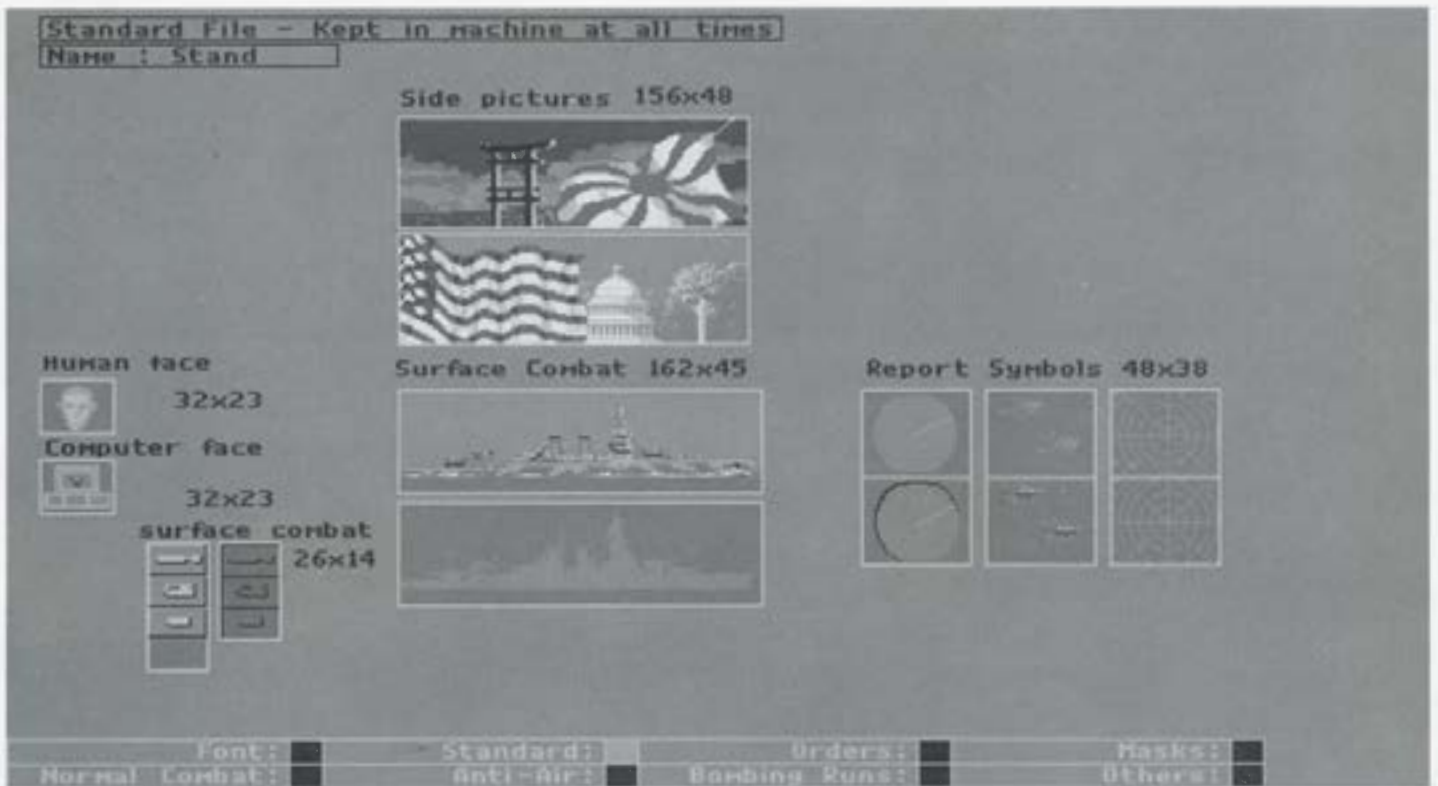 Standard File - Kept in machine at all times
Name : Stand
Side pictures 156x48
Human face
32x23
Computer face
32x23
surface combat
26x14
Surface Combat 162x45
Report Symbols 48x38
Font: Standard: Orders: Masks:
Normal Combat: Anti-Air: Bombing Runs: Others: